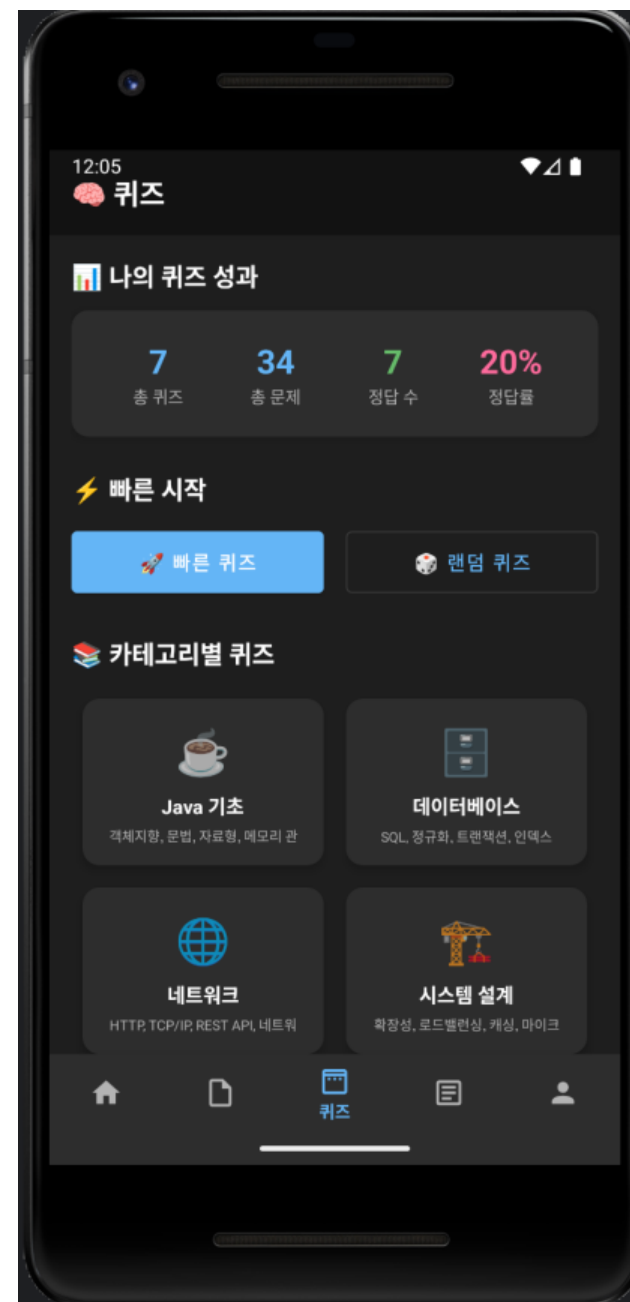 12:05
🧠 퀴즈
📊 나의 퀴즈 성과
7 34 7 20%
총 퀴즈 총 문제 정답 수 정답률
⚡ 빠른 시작
🚀 빠른 퀴즈 🎲 랜덤 퀴즈
📚 카테고리별 퀴즈
Java 기초 데이터베이스
객체지향, 문법, 자료형, 메모리 관 SQL, 정규화, 트랜잭션, 인덱스
네트워크 시스템 설계
HTTP, TCP/IP, REST API, 네트워 확장성, 로드밸런싱, 캐싱, 마이크
퀴즈